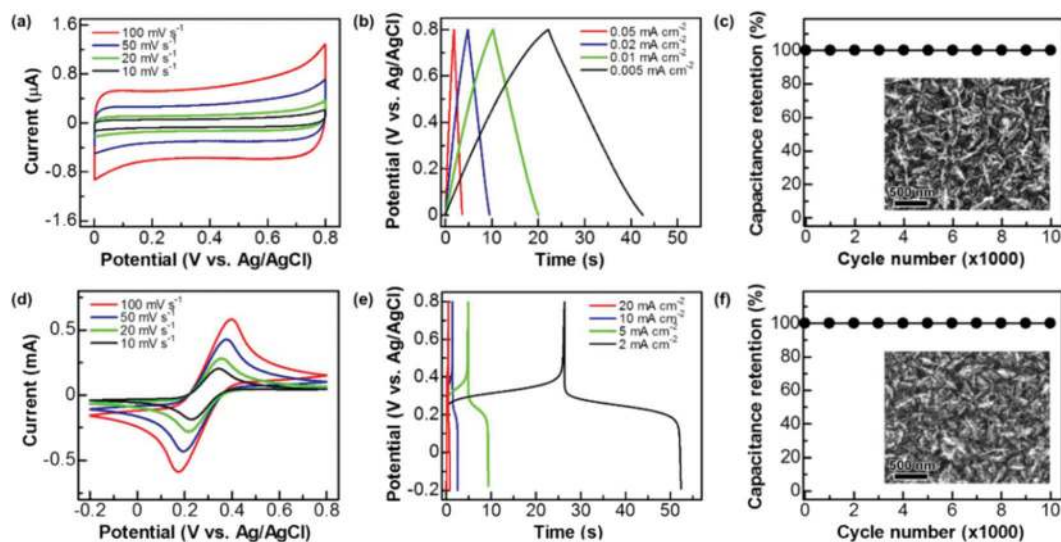 (a)
100 mV s⁻¹
50 mV s⁻¹
20 mV s⁻¹
10 mV s⁻¹
1.6
0.8
0
-0.8
-1.6
Current (µA)
0 0.2 0.4 0.6 0.8
Potential (V vs. Ag/AgCl)
(b)
0.05 mA cm⁻²
0.02 mA cm⁻²
0.01 mA cm⁻²
0.005 mA cm⁻²
0.8
0.4
0
Potential (V vs. Ag/AgCl)
0 10 20 30 40 50
Time (s)
(c)
100
80
60
40
20
0
Capacitance retention (%)
500 nm
0 2 4 6 8 10
Cycle number (x1000)
(d)
100 mV s⁻¹
50 mV s⁻¹
20 mV s⁻¹
10 mV s⁻¹
0.5
0
-0.5
Current (mA)
-0.2 0 0.2 0.4 0.6 0.8
Potential (V vs. Ag/AgCl)
(e)
20 mA cm⁻²
10 mA cm⁻²
5 mA cm⁻²
2 mA cm⁻²
0.8
0.6
0.4
0.2
0
-0.2
Potential (V vs. Ag/AgCl)
0 10 20 30 40 50
Time (s)
(f)
100
80
60
40
20
0
Capacitance retention (%)
500 nm
0 2 4 6 8 10
Cycle number (x1000)